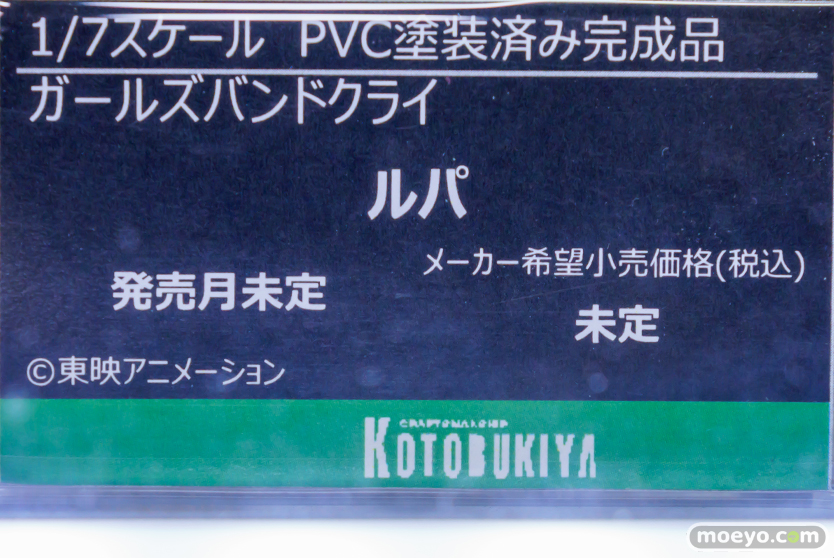 1/7スケール PVC塗装済み完成品
ガールズバンドクライ
ルパ
メーカー希望小売価格(税込)
発売月未定
未定
©東映アニメーション
CRAFTSMANSHIP
KOTOBUKIYA
moeyo.com